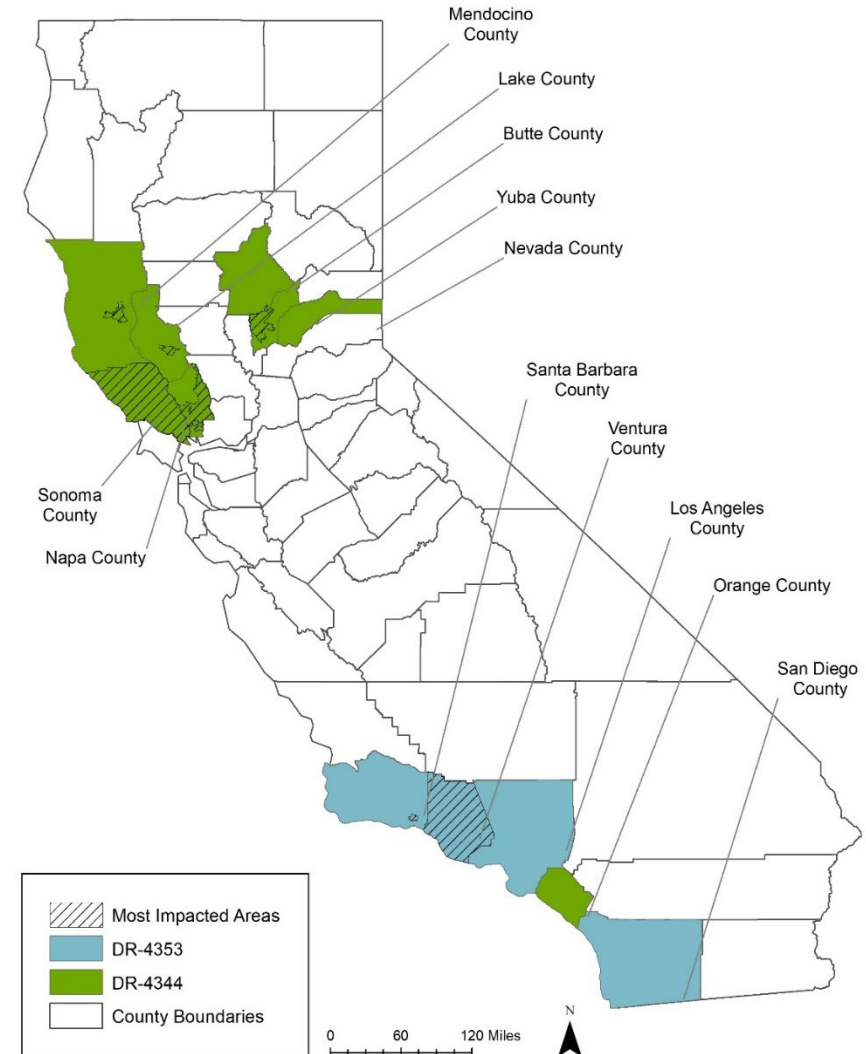 Mendocino
County
Lake County
Butte County
Yuba County
Nevada County
Santa Barbara
County
Ventura
County
Los Angeles
County
Orange County
San Diego
County
Sonoma
County
Napa County
Most Impacted Areas
DR-4353
DR-4344
County Boundaries
N
0 60 120 Miles